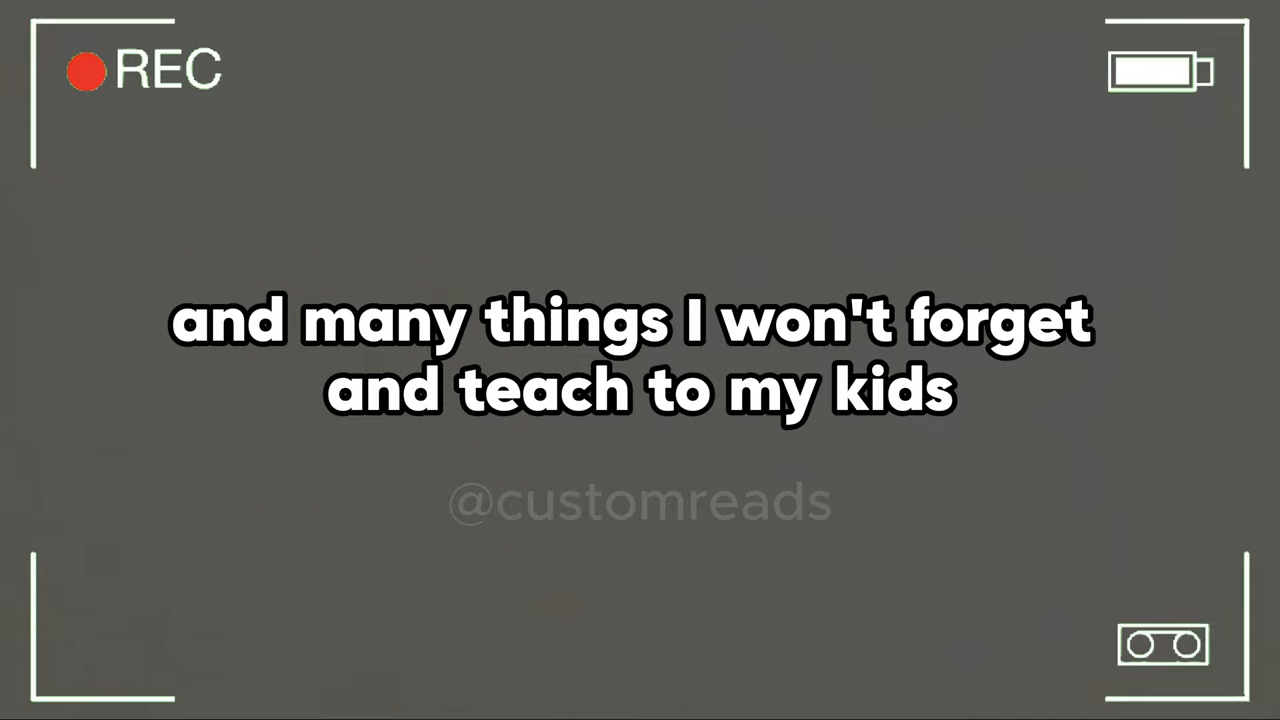 REC
and many things I won't forget
and teach to my kids
@customreads